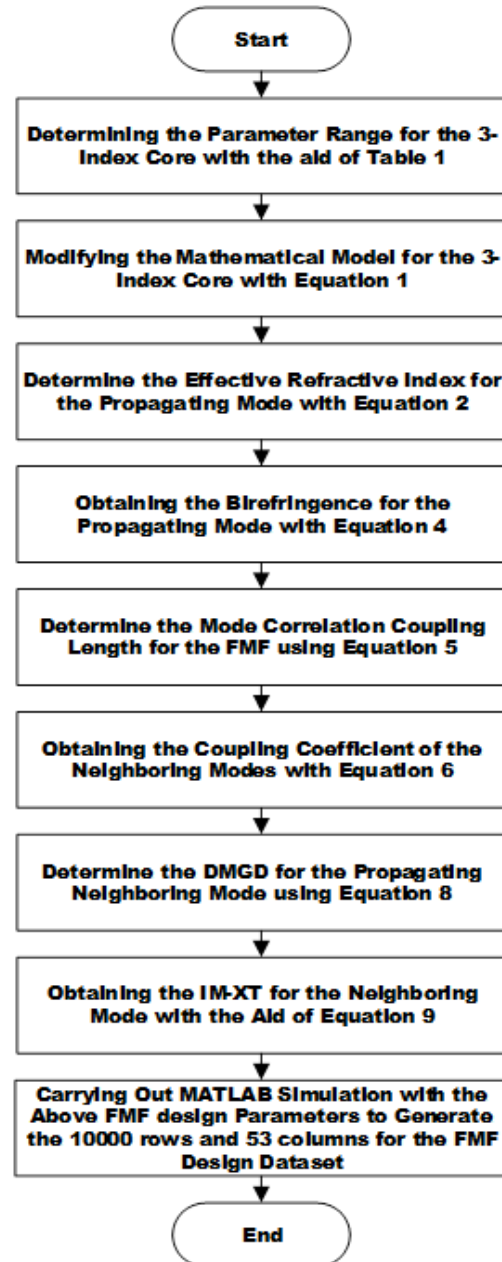 Start
Determining the Parameter Range for the 3-
Index Core with the aid of Table 1
Modifying the Mathematical Model for the 3-
Index Core with Equation 1
Determine the Effective Refractive Index for
the Propagating Mode with Equation 2
Obtaining the Birefringence for the
Propagating Mode with Equation 4
Determine the Mode Correlation Coupling
Length for the FMF using Equation 5
Obtaining the Coupling Coefficient of the
Neighboring Modes with Equation 6
Determine the DMGD for the Propagating
Neighboring Mode using Equation 8
Obtaining the IM-XT for the Neighboring
Mode with the Aid of Equation 9
Carrying Out MATLAB Simulation with the
Above FMF design Parameters to Generate
the 10000 rows and 53 columns for the FMF
Design Dataset
End